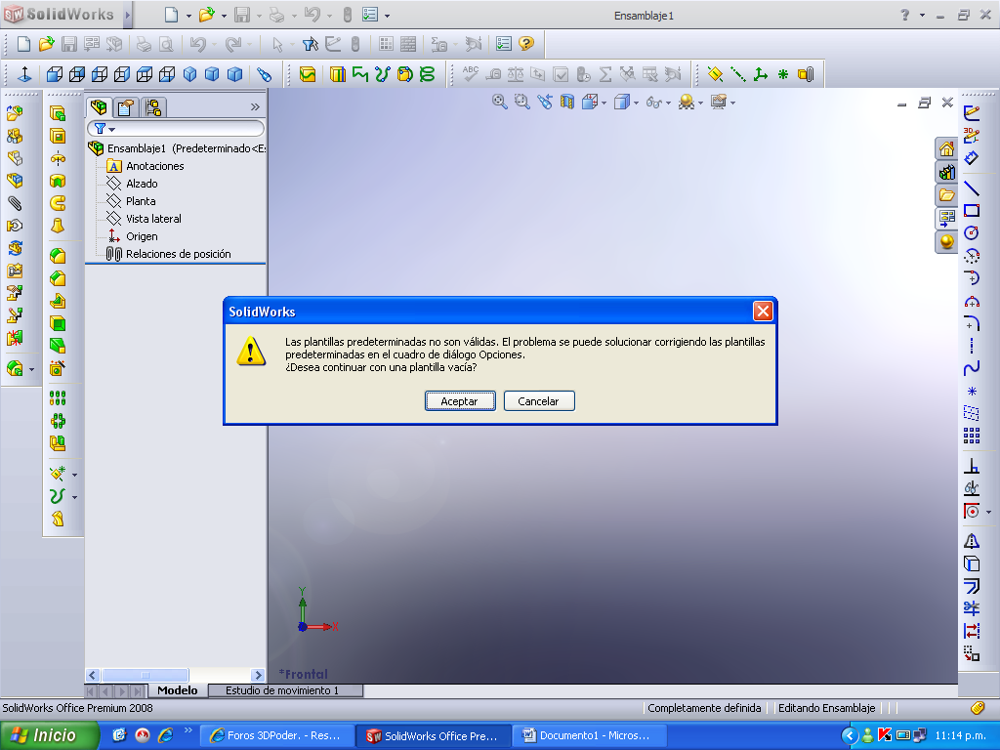 SolidWorks
Ensamblaje1
Ensamblaje1 (Predeterminado<Es
Anotaciones
Alzado
Planta
Vista lateral
Origen
Relaciones de posición
SolidWorks
Las plantillas predeterminadas no son válidas. El problema se puede solucionar corrigiendo las plantillas
predeterminadas en el cuadro de diálogo Opciones.
¿Desea continuar con una plantilla vacía?
Aceptar
Cancelar
Y
X
*Frontal
Modelo
Estudio de movimiento 1
SolidWorks Office Premium 2008
Completamente definida
Editando Ensamblaje
Inicio
Foros 3DPoder. - Res...
SolidWorks Office Pre...
Documento1 - Micros...
11:14 p.m.